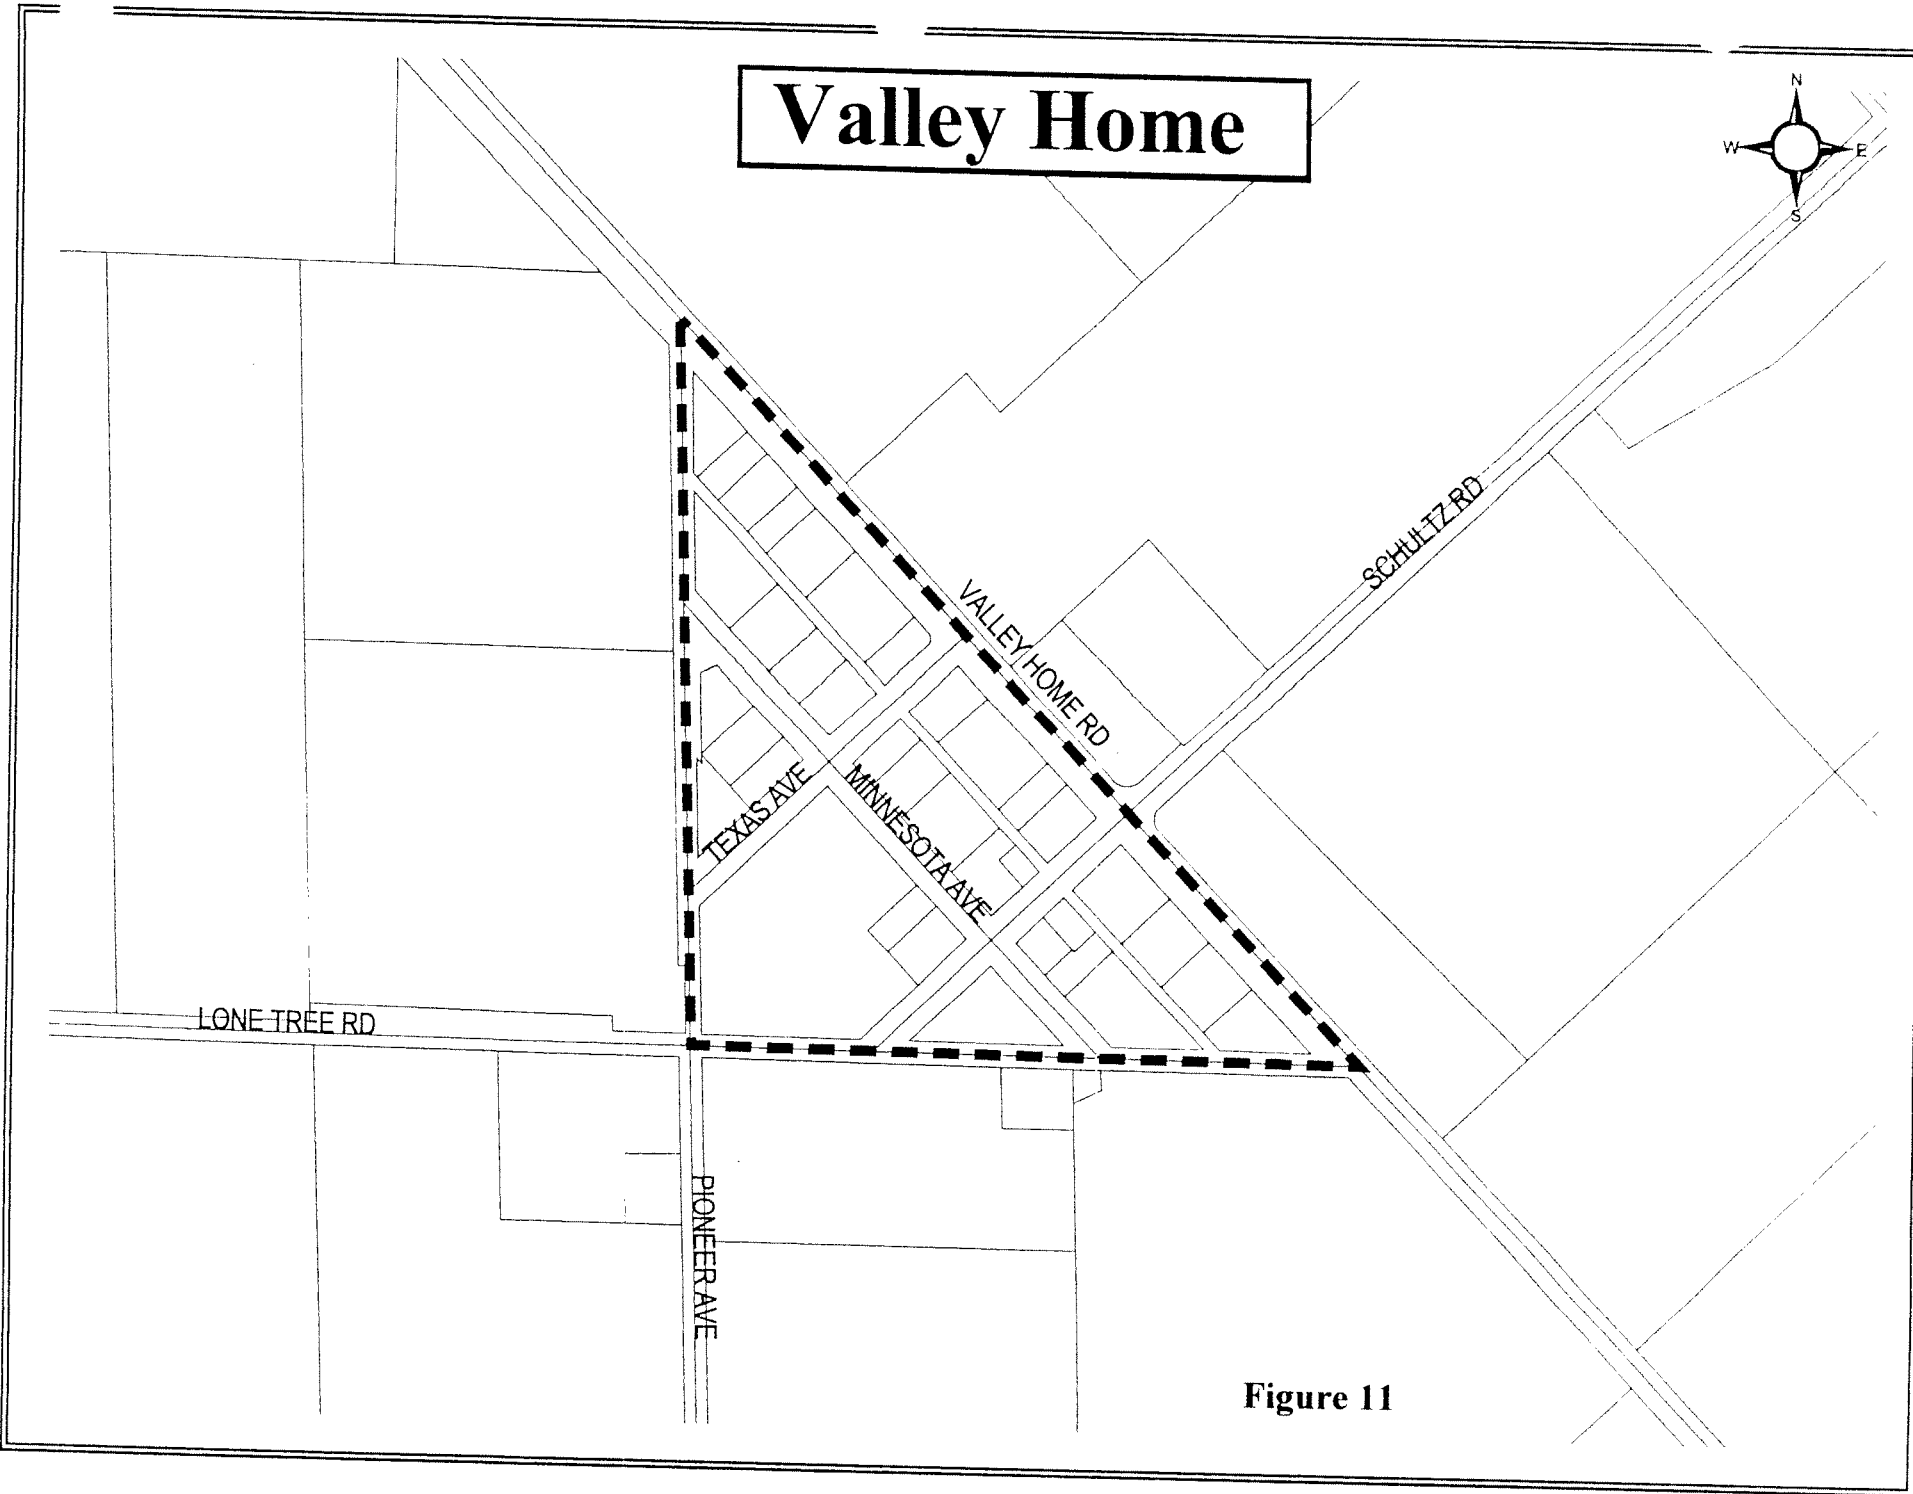 Valley Home
N
W
E
S
SCHULTZ RD
VALLEY HOME RD
TEXAS AVE
MINNESOTA AVE
LONE TREE RD
PIONEER AVE
Figure 11